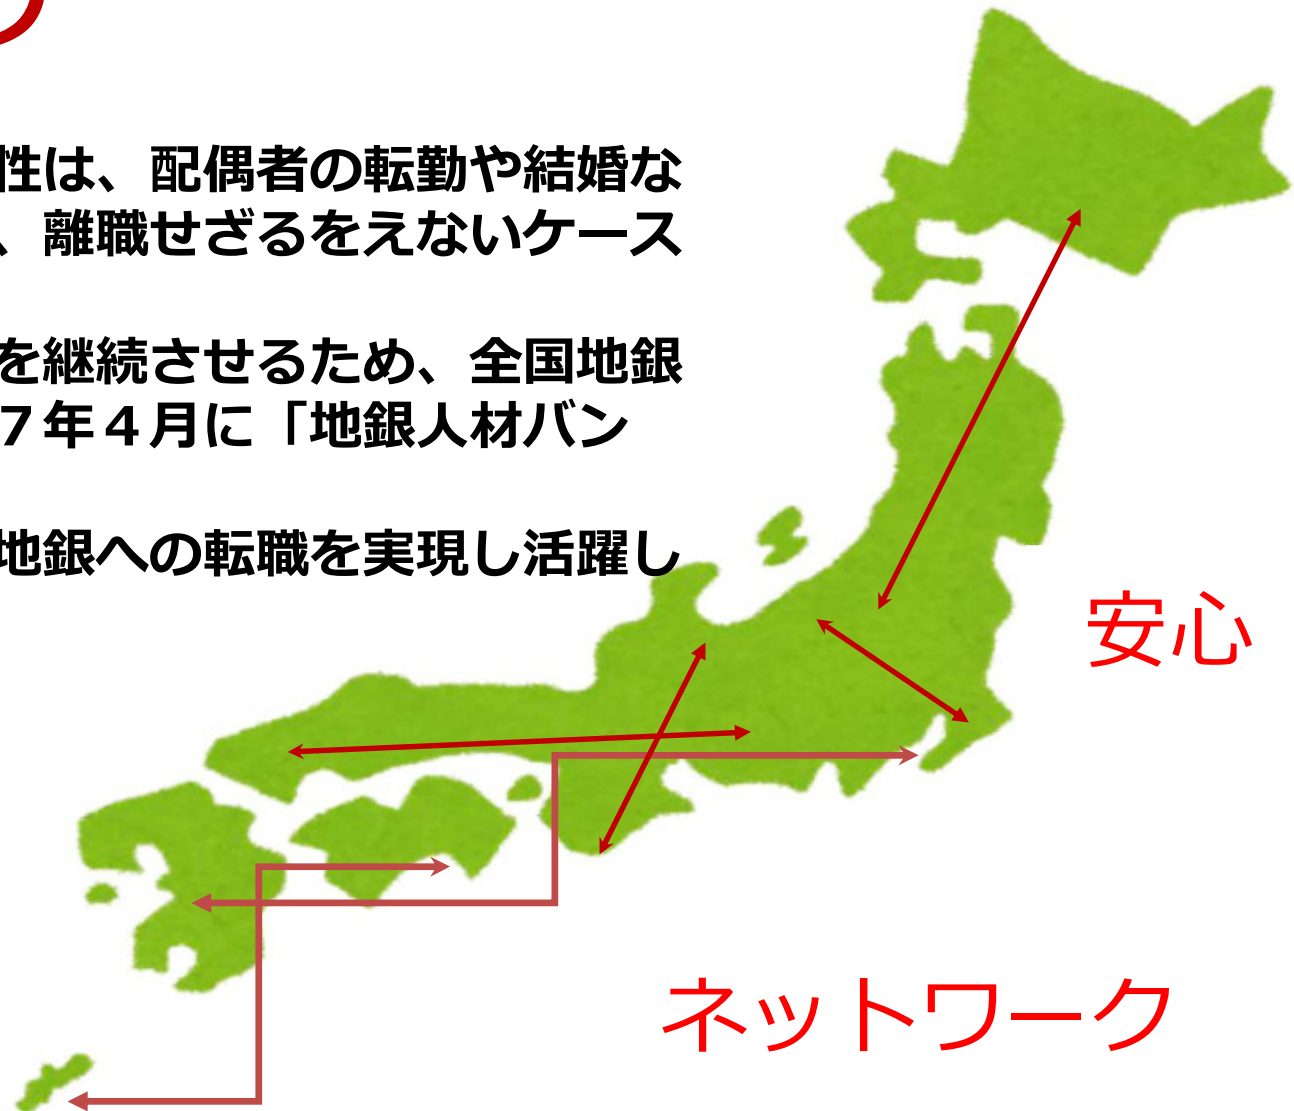 性は、配偶者の転勤や結婚な
、離職せざるをえないケース
を継続させるため、全国地銀
７年４月に「地銀人材バン
地銀への転職を実現し活躍し
安心
ネットワーク